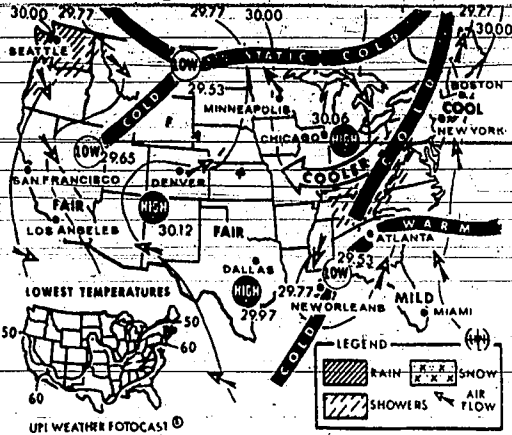 30.00 29.77 29.77 30.00 29.77
30.00
SEATTLE
LOW
STATIC COLD
29.53
COLD
MINNEAPOLIS
BOSTON
COOL
NEW YORK
30.06
CHICAGO
HIGH
COLD
LOW
29.65
COOLER
SAN FRANCISCO
DENVER
FAIR
HIGH
LOS ANGELES
30.12
FAIR
WARM
ATLANTA
29.53
LOW
DALLAS
HIGH
29.97
29.77
NEW ORLEANS
MILD
MIAMI
COLD
LOWEST TEMPERATURES
50
50
60
60
LEGEND
RAIN
SNOW
SHOWERS
AIR
FLOW
UPI WEATHER FOTOCAST ®